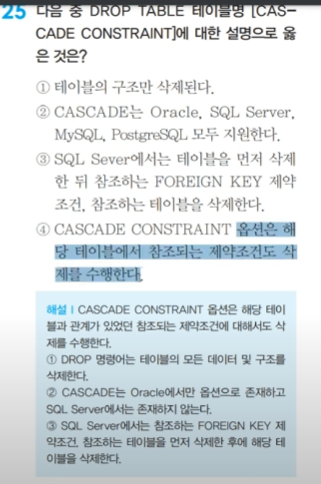 25 다음 중 DROP TABLE 테이블명 [CAS-
CADE CONSTRAINT]에 대한 설명으로 옳
은 것은?
① 테이블의 구조만 삭제된다.
② CASCADE는 Oracle, SQL Server,
MySQL, PostgreSQL 모두 지원한다.
③ SQL Sever에서는 테이블을 먼저 삭제
한 뒤 참조하는 FOREIGN KEY 제약
조건, 참조하는 테이블을 삭제한다.
④ CASCADE CONSTRAINT 옵션은 해
당 테이블에서 참조되는 제약조건도 삭
제를 수행한다.
해설 | CASCADE CONSTRAINT 옵션은 해당 테이
블과 관계가 있었던 참조되는 제약조건에 대해서도 삭
제를 수행한다.
① DROP 명령어는 테이블의 모든 데이터 및 구조를
삭제한다.
② CASCADE는 Oracle에서만 옵션으로 존재하고
SQL Server에서는 존재하지 않는다.
③ SQL Server에서는 참조하는 FOREIGN KEY 제
약조건, 참조하는 테이블을 먼저 삭제한 후에 해당 테
이블을 삭제한다.